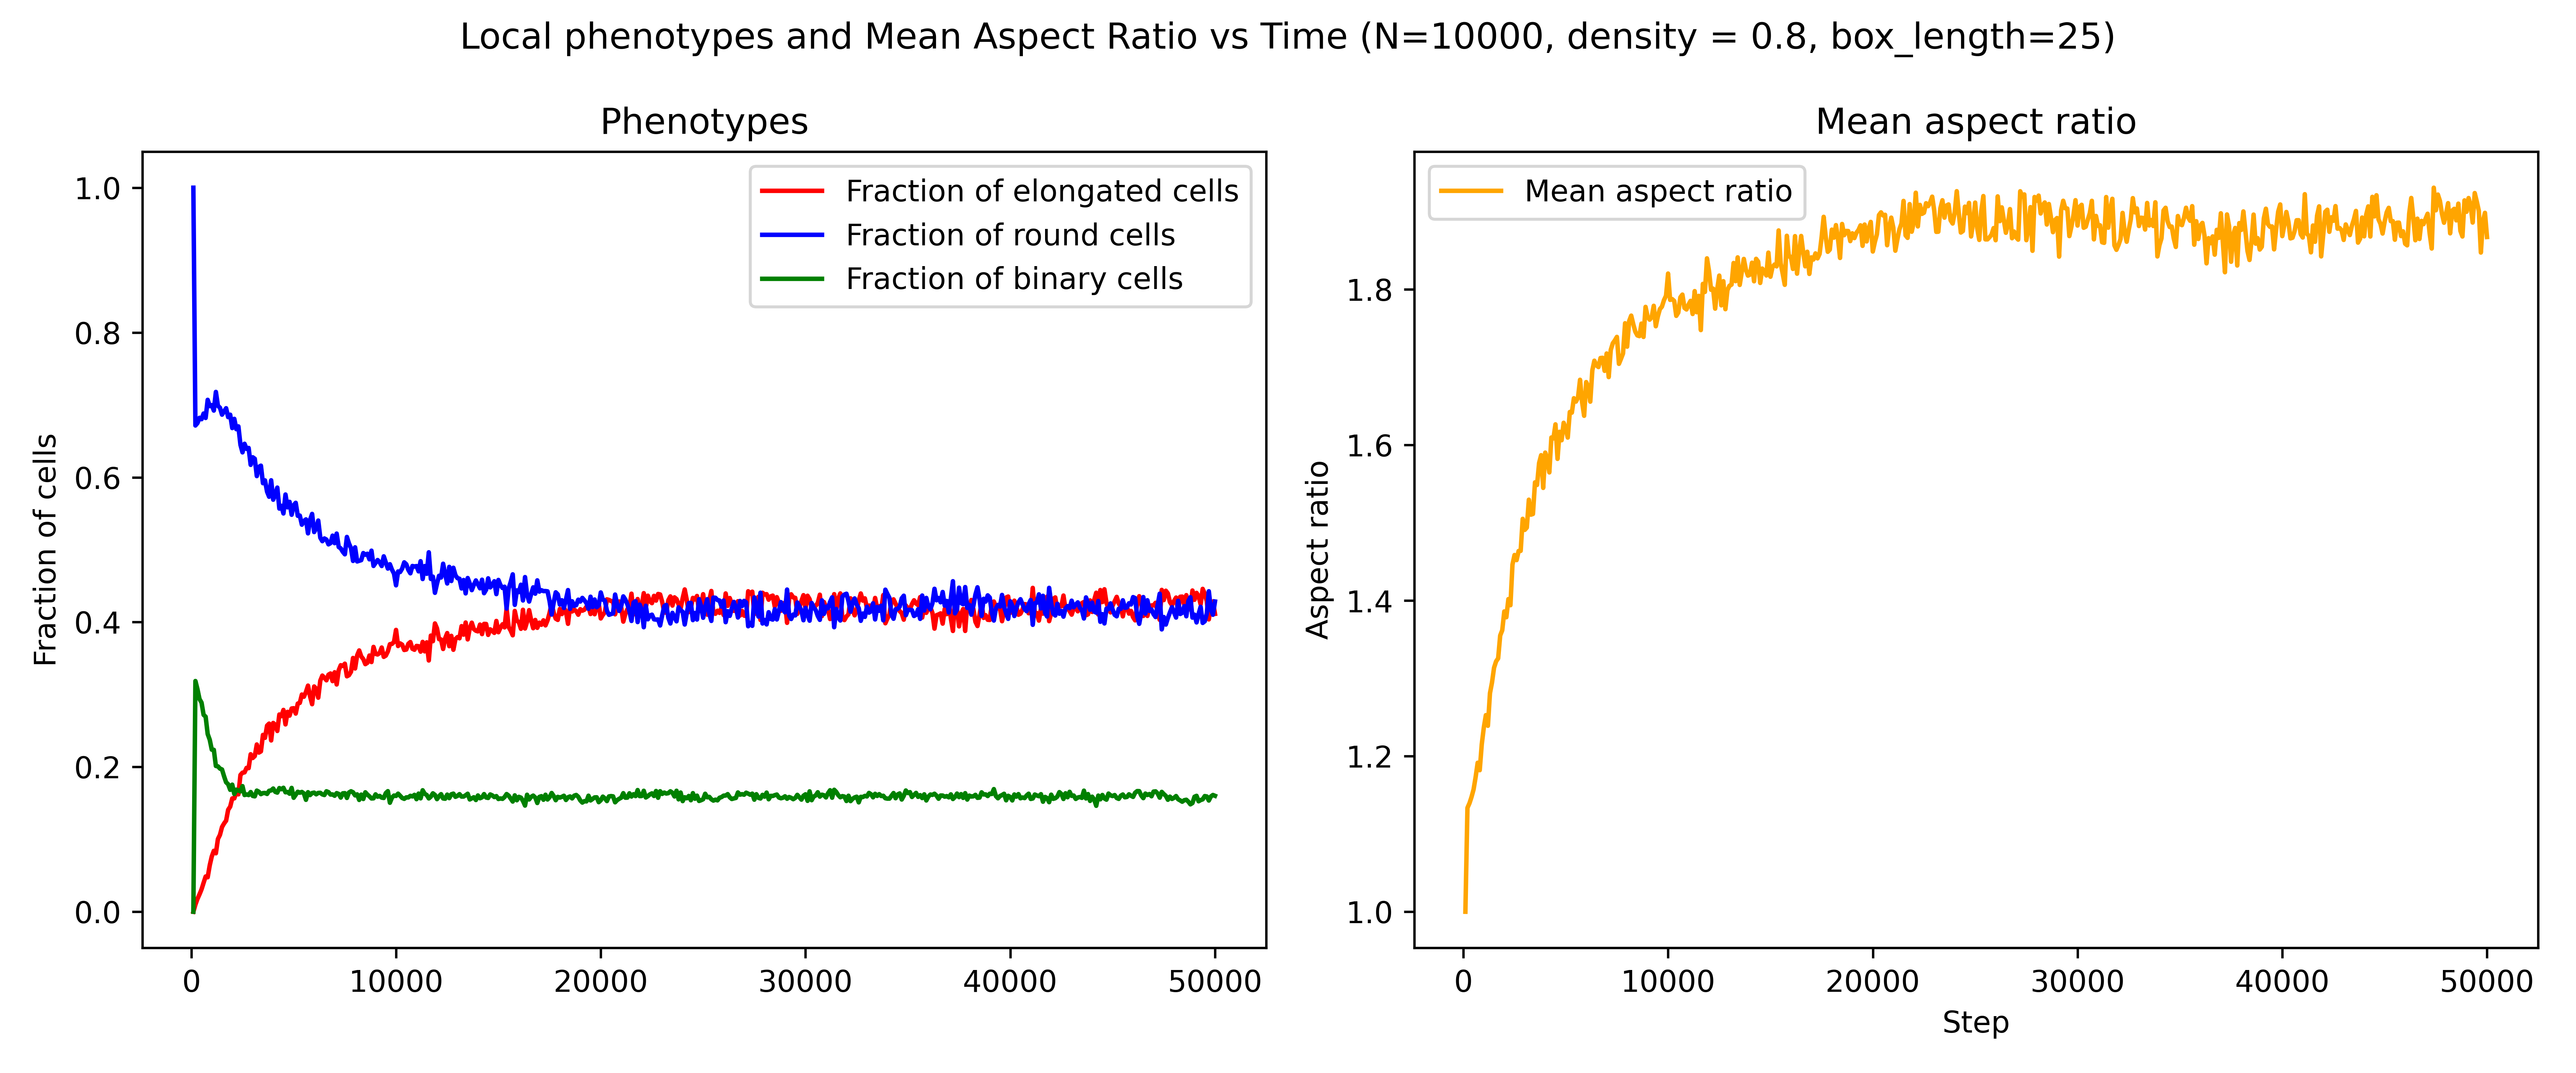 Local phenotypes and Mean Aspect Ratio vs Time (N=10000, density = 0.8, box_length=25)
Phenotypes
Fraction of cells
1.0
0.8
0.6
0.4
0.2
0.0
Fraction of elongated cells
Fraction of round cells
Fraction of binary cells
0 10000 20000 30000 40000 50000
Mean aspect ratio
Aspect ratio
1.8
1.6
1.4
1.2
1.0
Mean aspect ratio
0 10000 20000 30000 40000 50000
Step